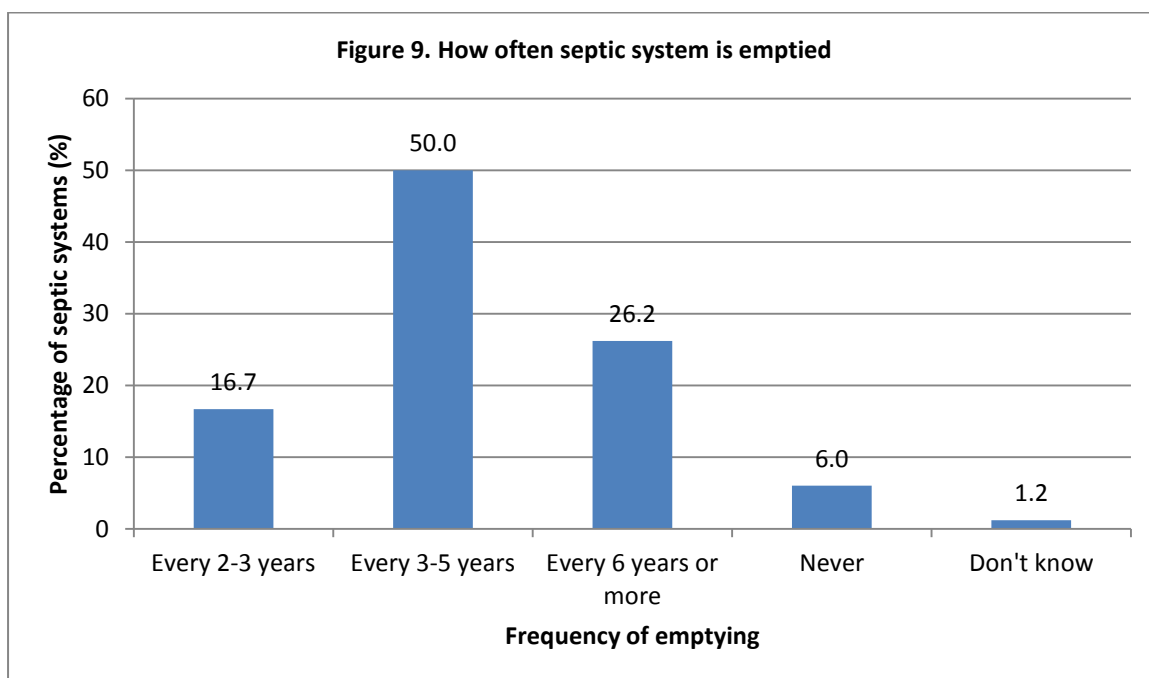 Figure 9. How often septic system is emptied
Percentage of septic systems (%)
60
50
40
30
20
10
0
16.7
50.0
26.2
6.0
1.2
Every 2-3 years
Every 3-5 years
Every 6 years or
more
Never
Don't know
Frequency of emptying